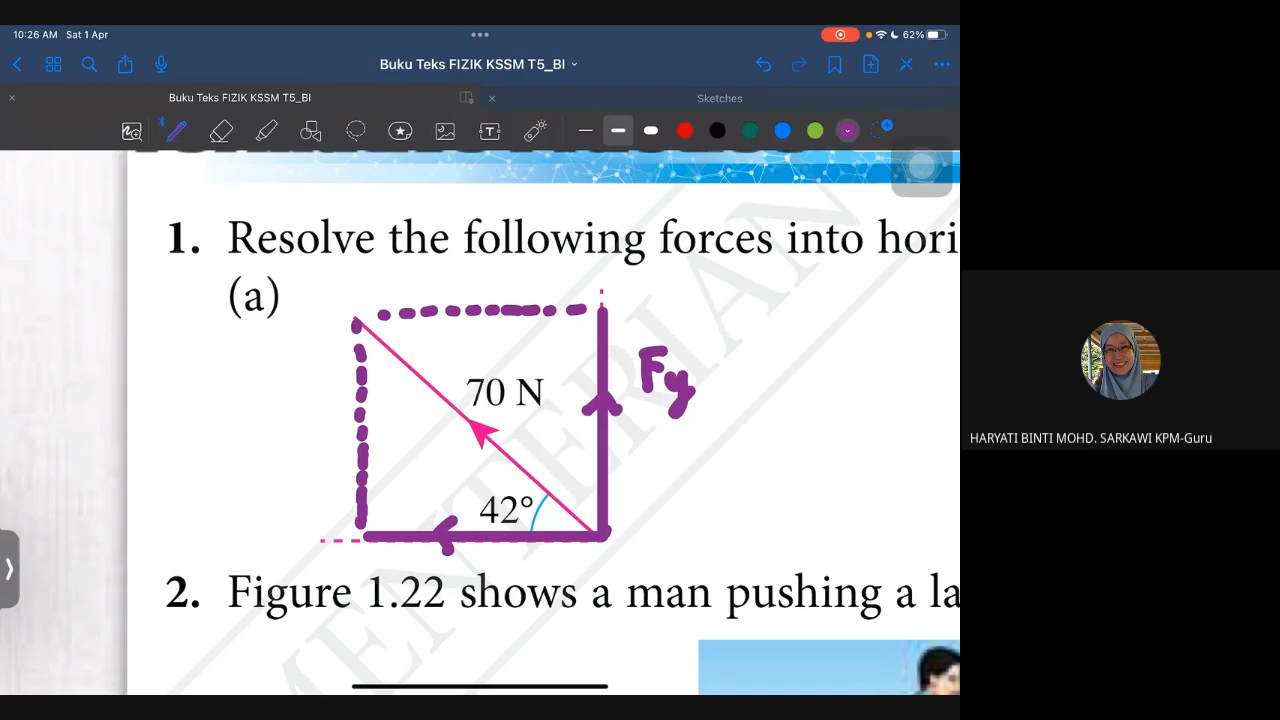 10:26 AM Sat 1 Apr
62%
Buku Teks FIZIK KSSM T5_BI
Buku Teks FIZIK KSSM T5_BI
Sketches
1. Resolve the following forces into hori
(a)
Fy
70 N
42°
2. Figure 1.22 shows a man pushing a la
HARYATI BINTI MOHD. SARKAWI KPM-Guru